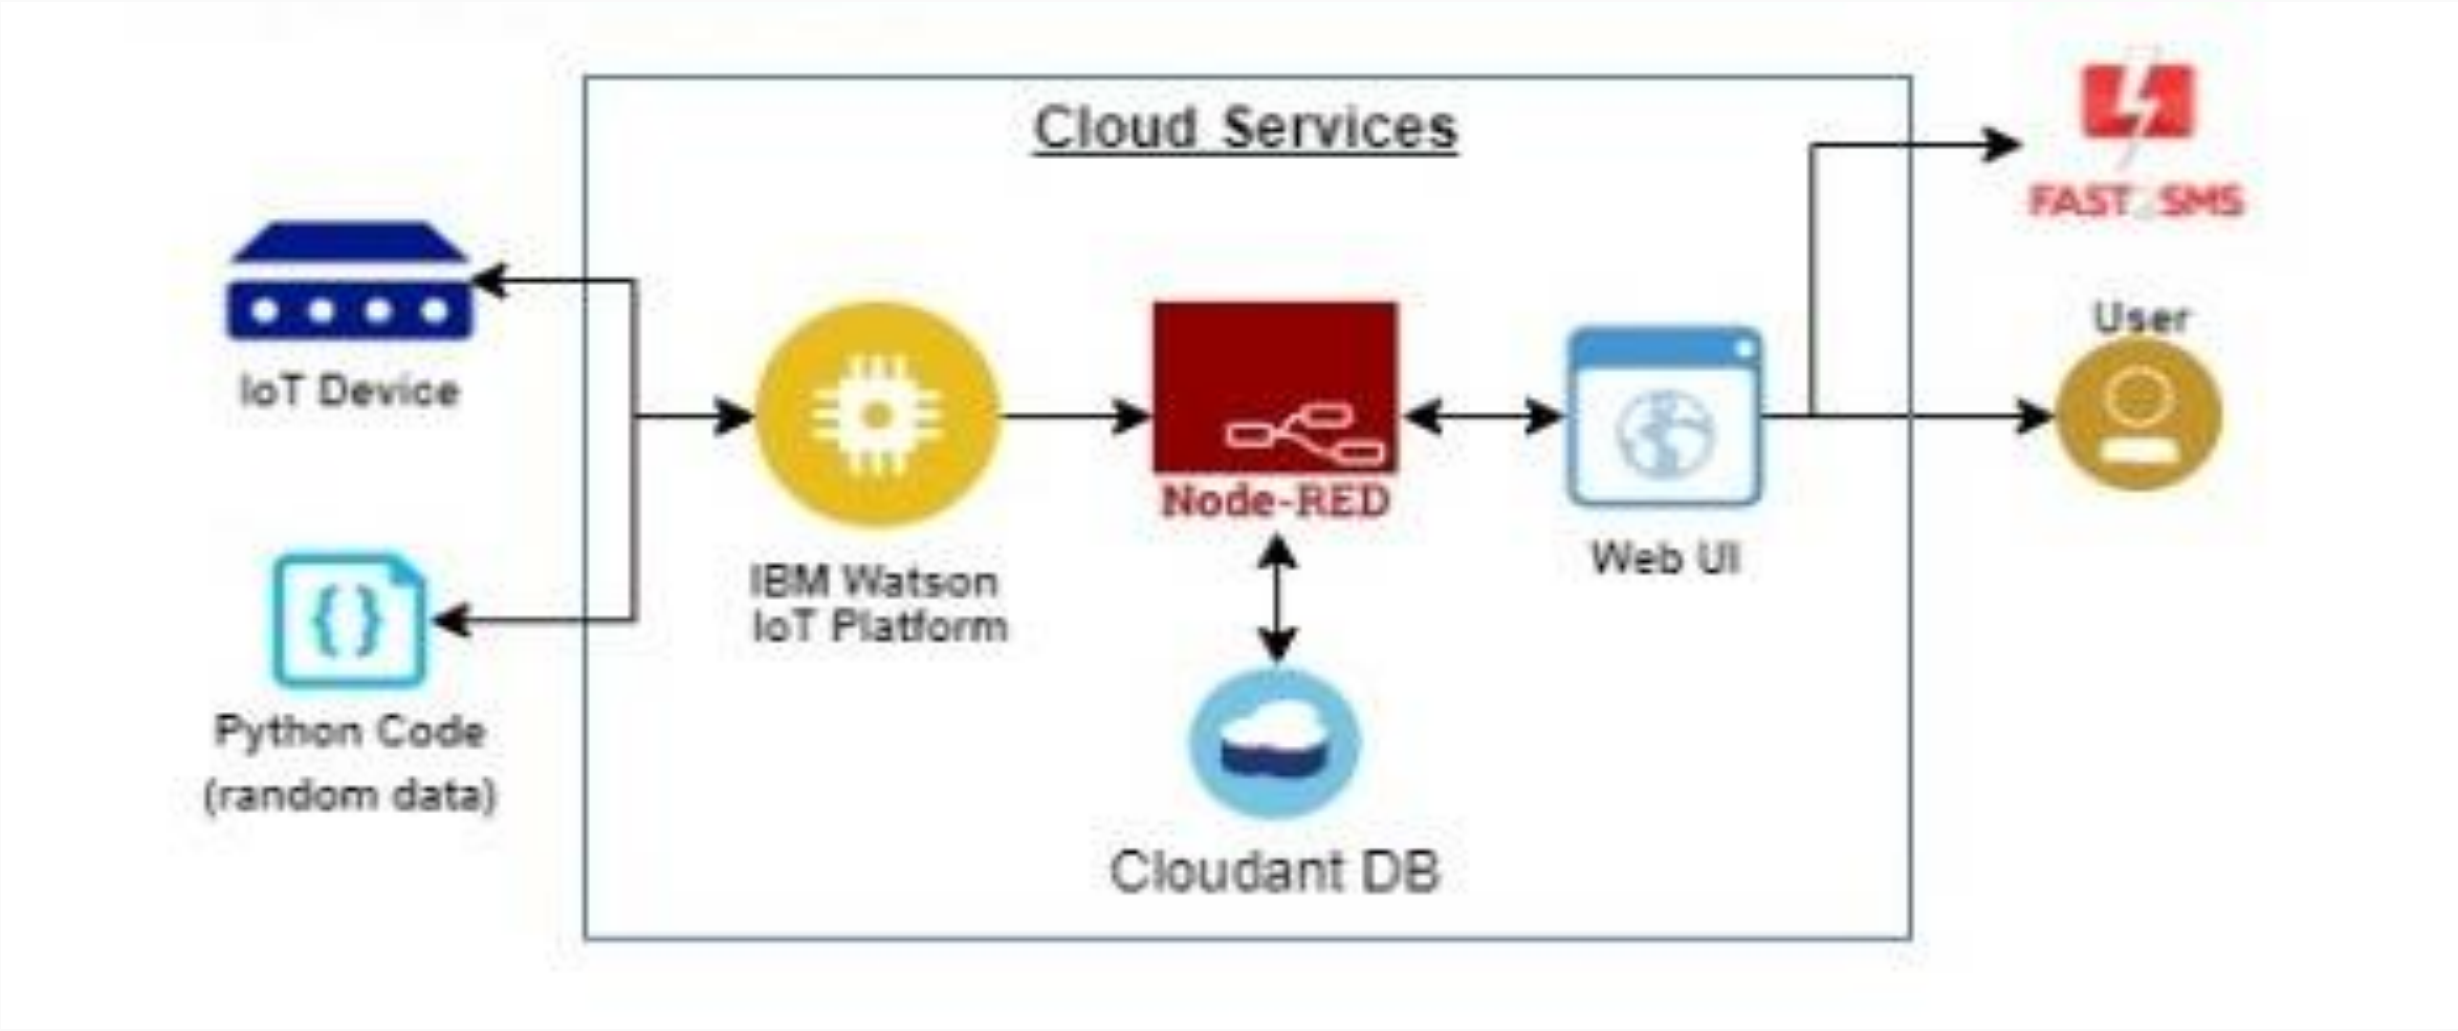 Cloud Services
FAST SMS
IoT Device
User
Node-RED
Web UI
IBM Watson
IoT Platform
Python Code
(random data)
Cloudant DB